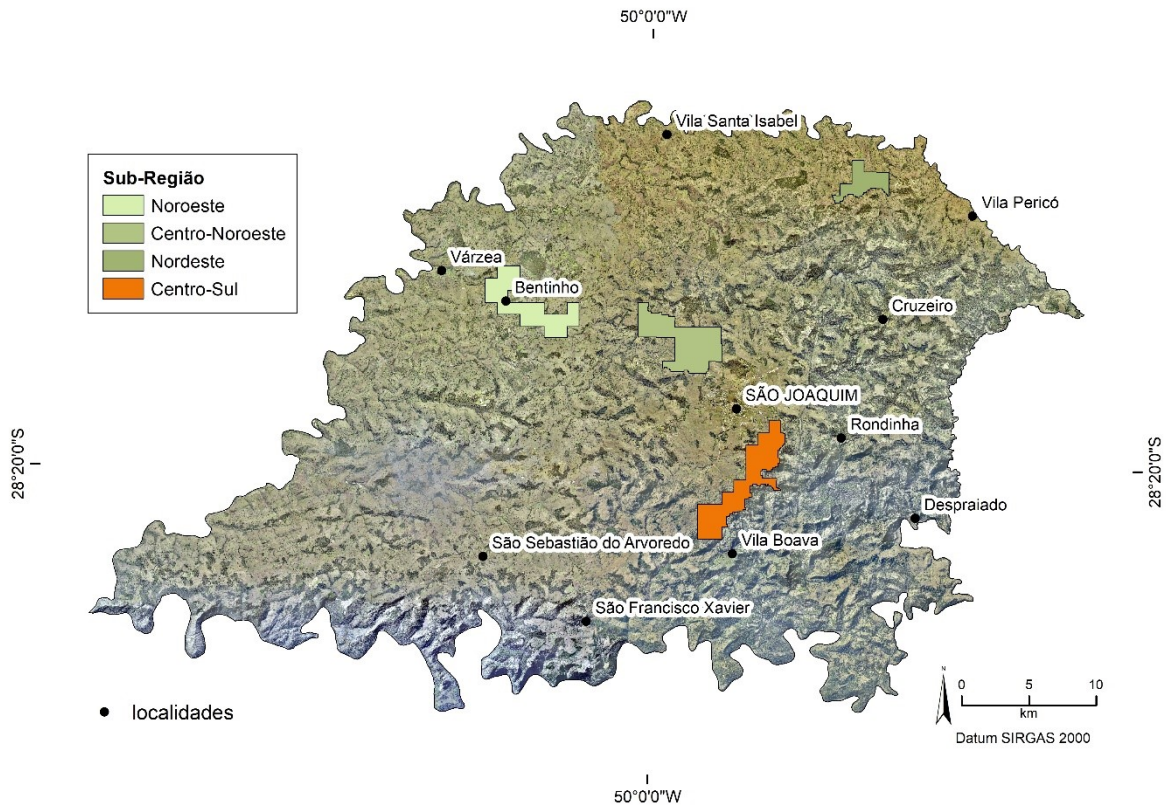 50°0'0"W
Vila Santa Isabel
Sub-Região
Noroeste
Centro-Noroeste
Nordeste
Centro-Sul
Vila Pericó
Várzea
Bentinho
Cruzeiro
SÃO JOAQUIM
Rondinha
28°20'0"S
28°20'0"S
Despraiado
São Sebastião do Arvoredo
Vila Boava
São Francisco Xavier
localidades
N
0 5 10
km
Datum SIRGAS 2000
50°0'0"W